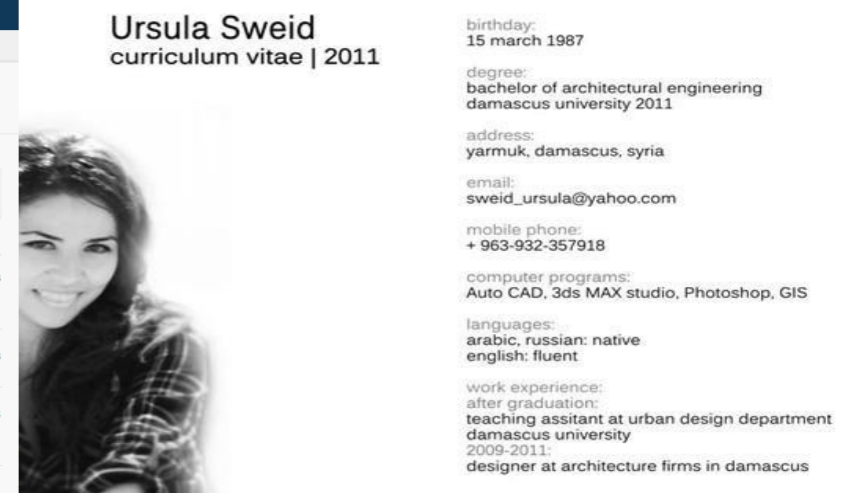 Ursula Sweid
curriculum vitae | 2011
birthday:
15 march 1987
degree:
bachelor of architectural engineering
damascus university 2011
address:
yarmuk, damascus, syria
email:
sweid_ursula@yahoo.com
mobile phone:
+ 963-932-357918
computer programs:
Auto CAD, 3ds MAX studio, Photoshop, GIS
languages:
arabic, russian: native
english: fluent
work experience:
after graduation:
teaching assitant at urban design department
damascus university
2009-2011:
designer at architecture firms in damascus